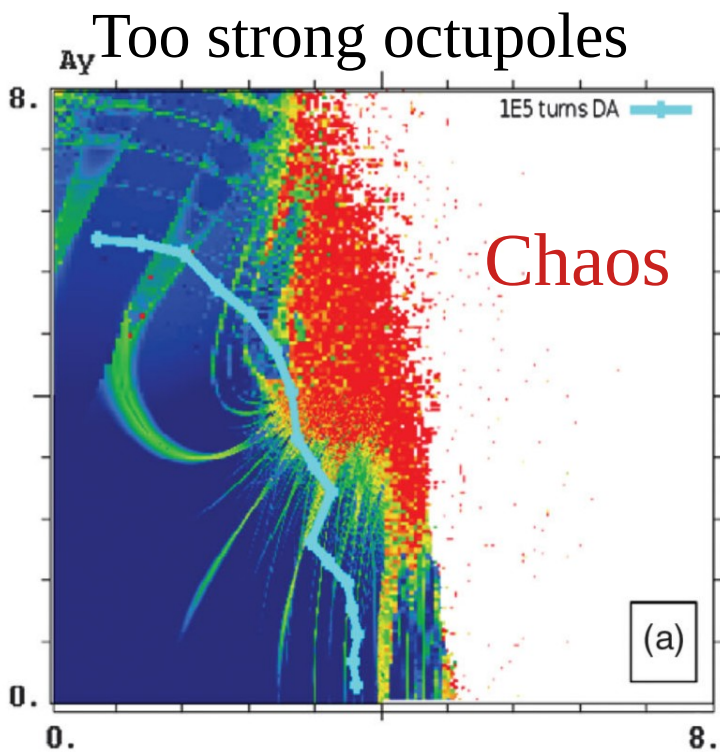 Too strong octupoles
Ay
8.
1E5 turns DA
Chaos
(a)
0.
0. 8.